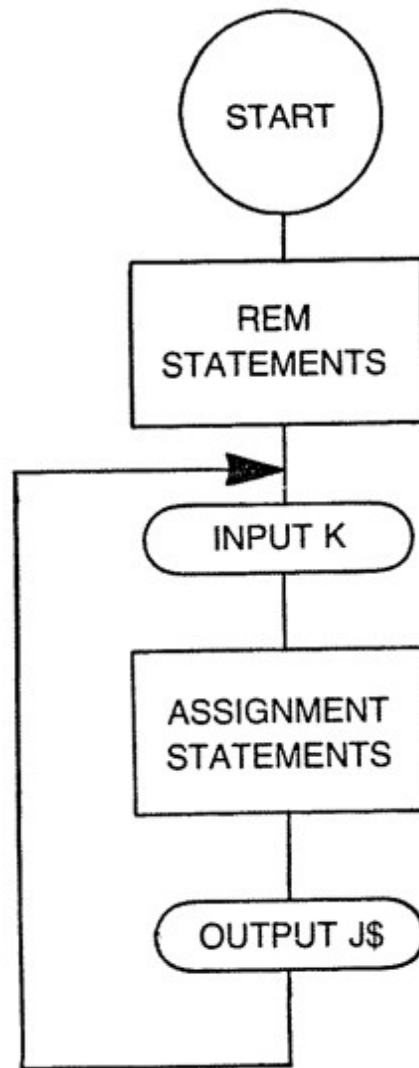 START
REM
STATEMENTS
INPUT K
ASSIGNMENT
STATEMENTS
OUTPUT J$